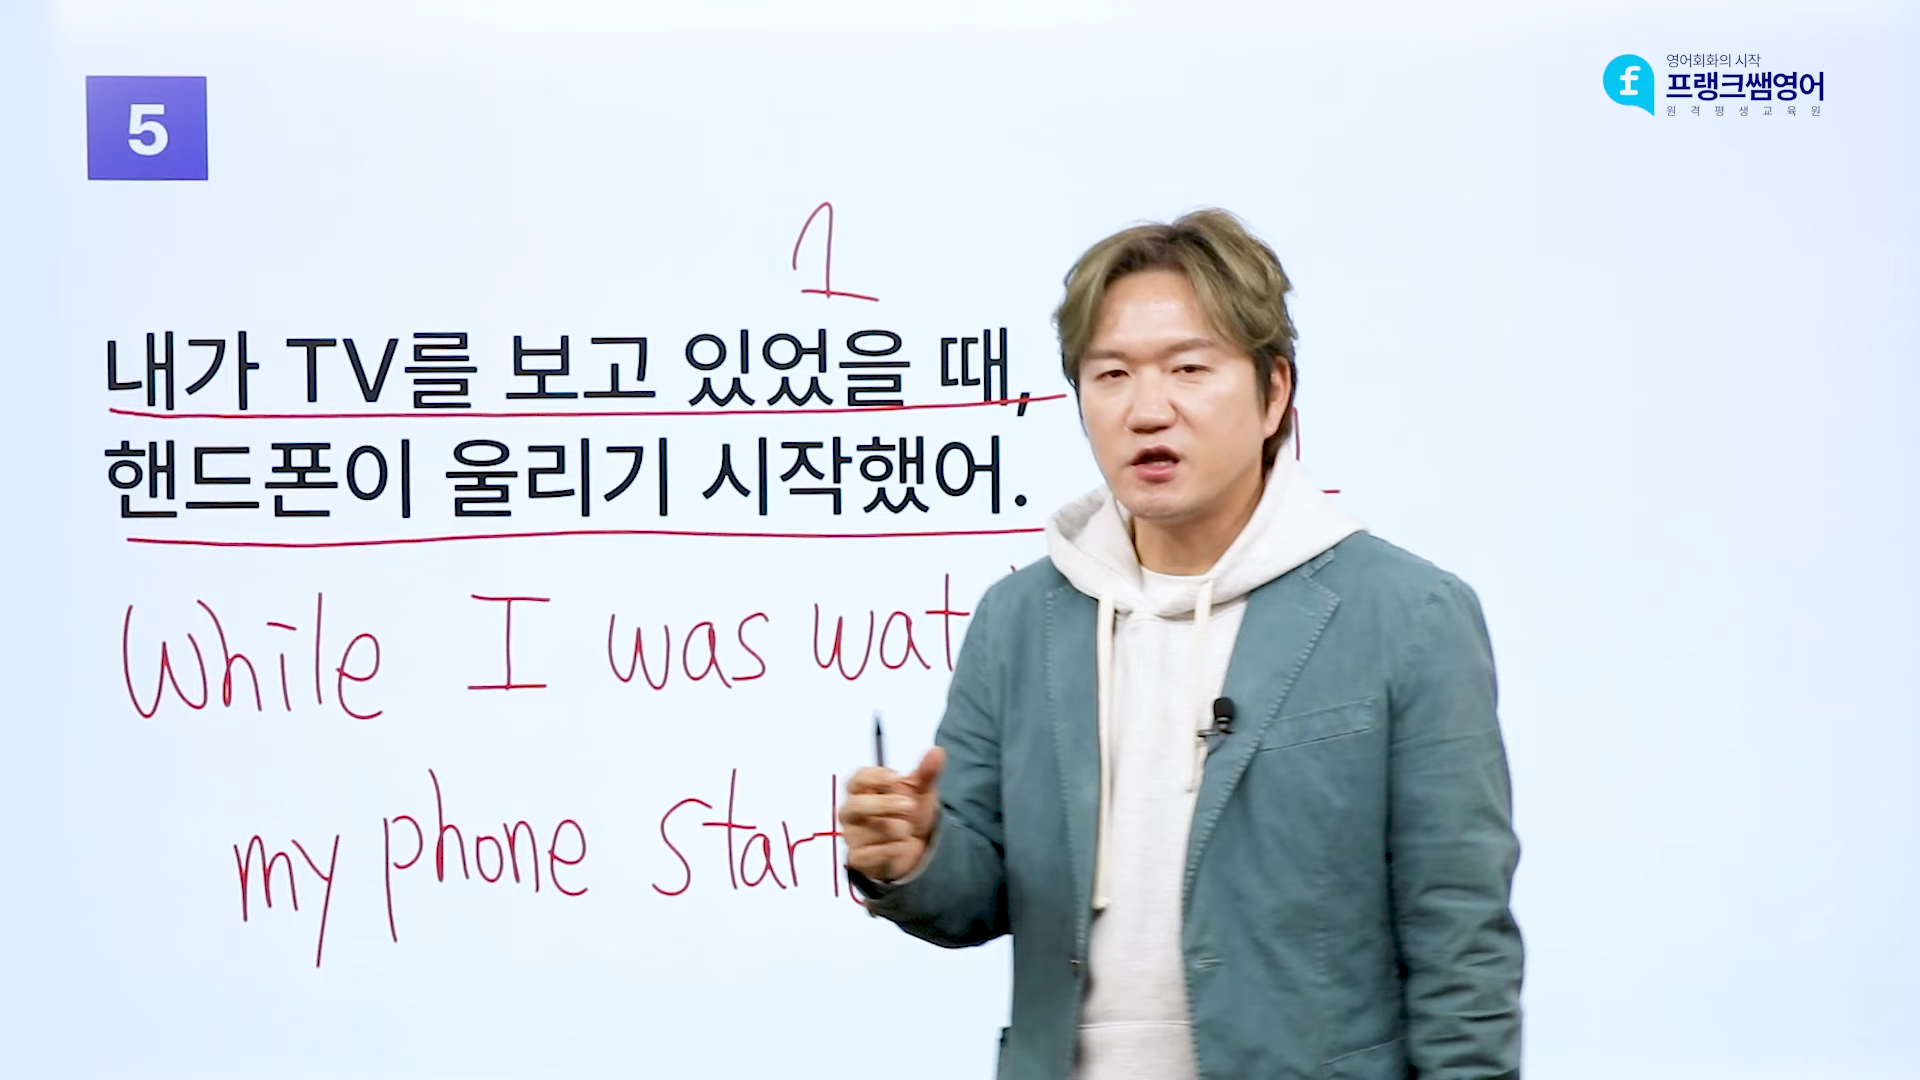 5
영어회화의 시작
프랭크쌤영어
원격평생교육원
1
내가 TV를 보고 있었을 때,
핸드폰이 울리기 시작했어.
While I was
my phone